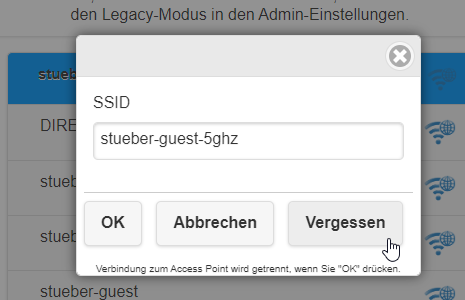 den Legacy-Modus in den Admin-Einstellungen.
stueb
SSID
DIRE
stueber-guest-5ghz
stueb
OK Abbrechen Vergessen
stueb
Verbindung zum Access Point wird getrennt, wenn Sie "OK" drücken.
stueber-guest